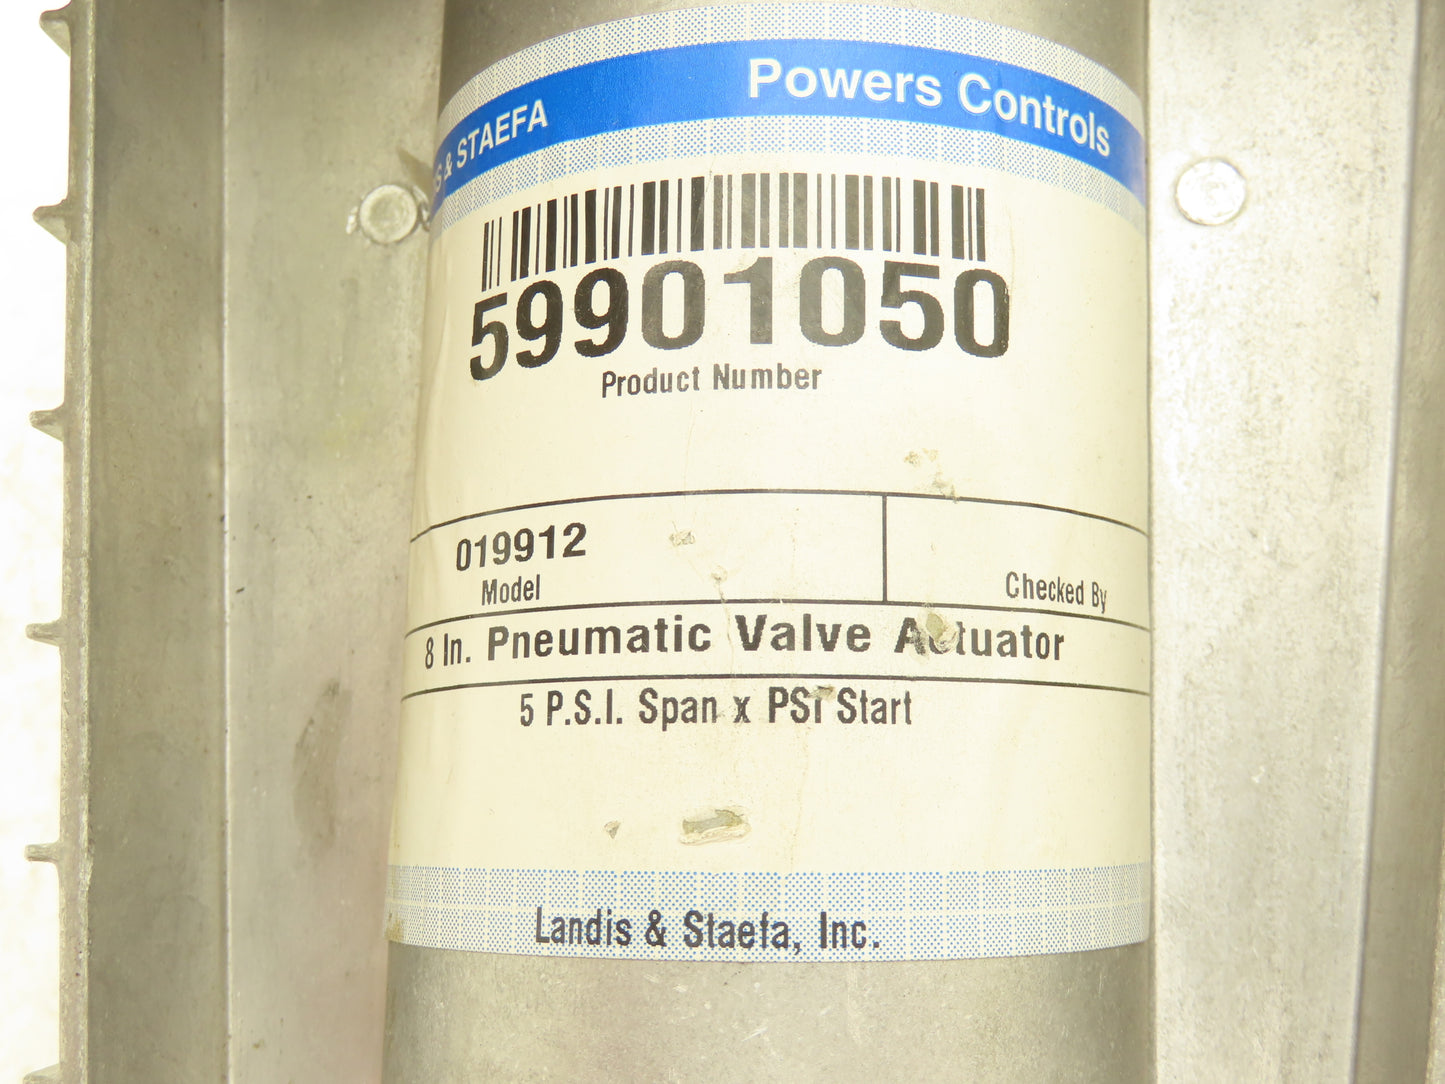 & STAEFA Powers Controls
59901050
Product Number
019912
Model
Checked By
8 In. Pneumatic Valve Actuator
5 P.S.I. Span x PSI Start
Landis & Staefa, Inc.